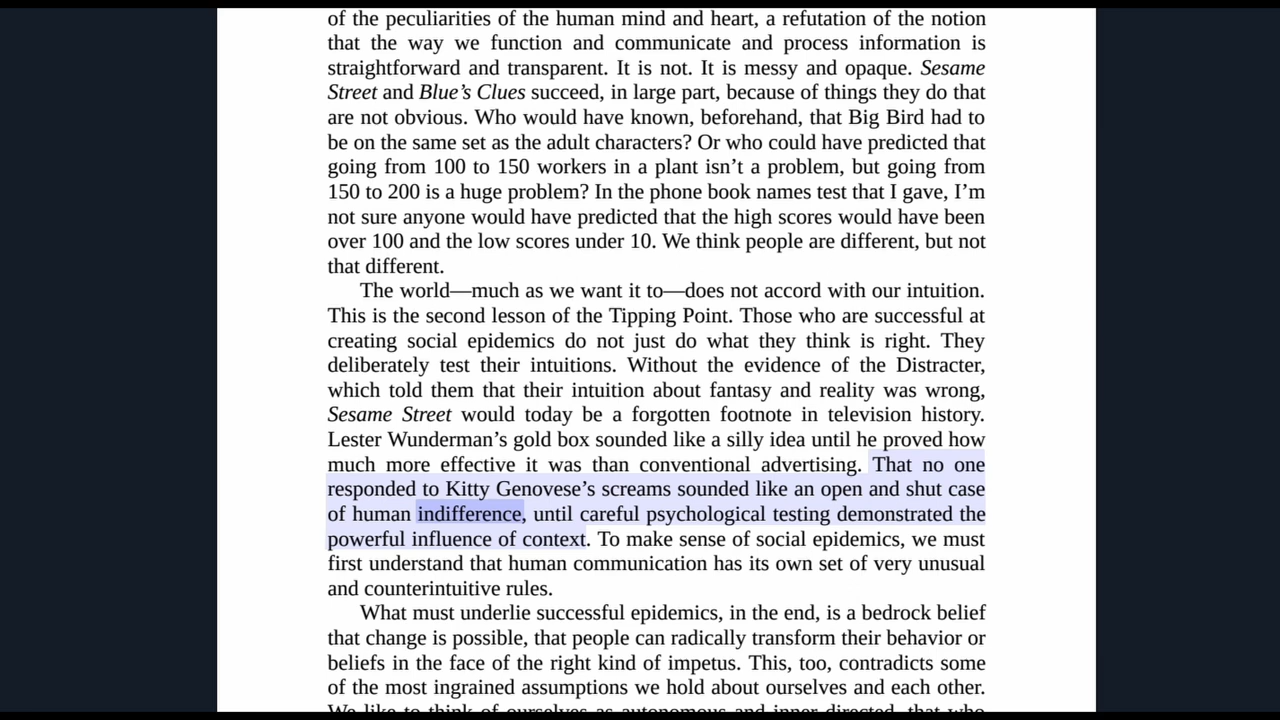 of the peculiarities of the human mind and heart, a refutation of the notion
that the way we function and communicate and process information is
straightforward and transparent. It is not. It is messy and opaque. Sesame
Street and Blue’s Clues succeed, in large part, because of things they do that
are not obvious. Who would have known, beforehand, that Big Bird had to
be on the same set as the adult characters? Or who could have predicted that
going from 100 to 150 workers in a plant isn’t a problem, but going from
150 to 200 is a huge problem? In the phone book names test that I gave, I’m
not sure anyone would have predicted that the high scores would have been
over 100 and the low scores under 10. We think people are different, but not
that different.
The world—much as we want it to—does not accord with our intuition.
This is the second lesson of the Tipping Point. Those who are successful at
creating social epidemics do not just do what they think is right. They
deliberately test their intuitions. Without the evidence of the Distracter,
which told them that their intuition about fantasy and reality was wrong,
Sesame Street would today be a forgotten footnote in television history.
Lester Wunderman’s gold box sounded like a silly idea until he proved how
much more effective it was than conventional advertising. That no one
responded to Kitty Genovese’s screams sounded like an open and shut case
of human indifference, until careful psychological testing demonstrated the
powerful influence of context. To make sense of social epidemics, we must
first understand that human communication has its own set of very unusual
and counterintuitive rules.
What must underlie successful epidemics, in the end, is a bedrock belief
that change is possible, that people can radically transform their behavior or
beliefs in the face of the right kind of impetus. This, too, contradicts some
of the most ingrained assumptions we hold about ourselves and each other.
We like to think of ourselves as autonomous and inner-directed, that who